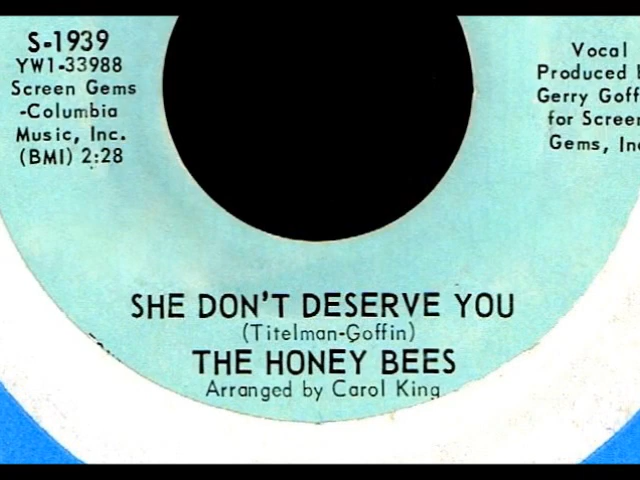 S-1939
YW1-33988
Screen Gems
-Columbia
Music, Inc.
(BMI) 2:28
Vocal
Produced
Gerry Goff
for Screen
Gems, Inc
SHE DON'T DESERVE YOU
(Titelman-Goffin)
THE HONEY BEES
Arranged by Carol King